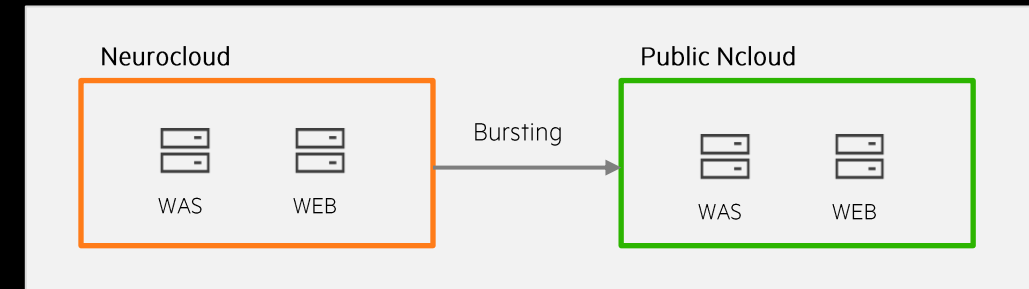 Neurocloud
Public Ncloud
Bursting
WAS
WEB
WAS
WEB